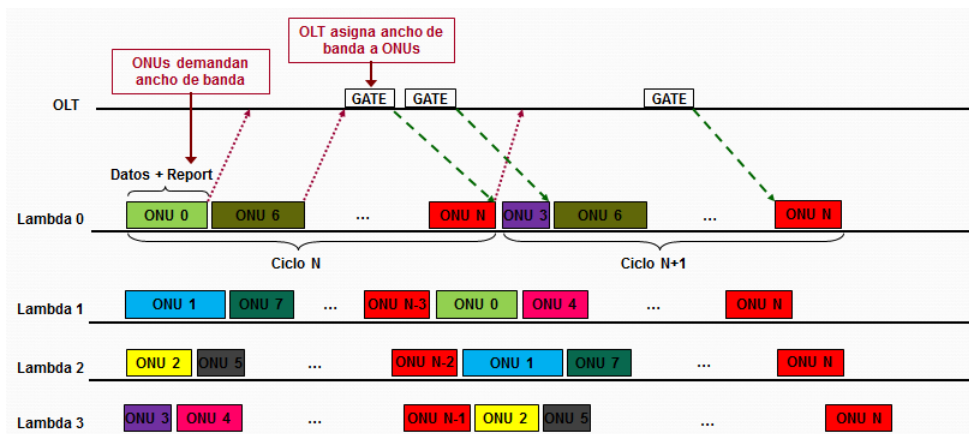 OLT asigna ancho de
banda a ONUs
ONUs demandan
ancho de banda
OLT
GATE GATE GATE
Datos + Report
Lambda 0
ONU 0 ONU 6 ... ONU N ONU 3 ONU 6 ... ONU N
Ciclo N Ciclo N+1
Lambda 1
ONU 1 ONU 7 ... ONU N-3 ONU 0 ONU 4 ... ONU N
Lambda 2
ONU 2 ONU 5 ... ONU N-2 ONU 1 ONU 7 ... ONU N
Lambda 3
ONU 3 ONU 4 ... ONU N-1 ONU 2 ONU 5 ... ONU N